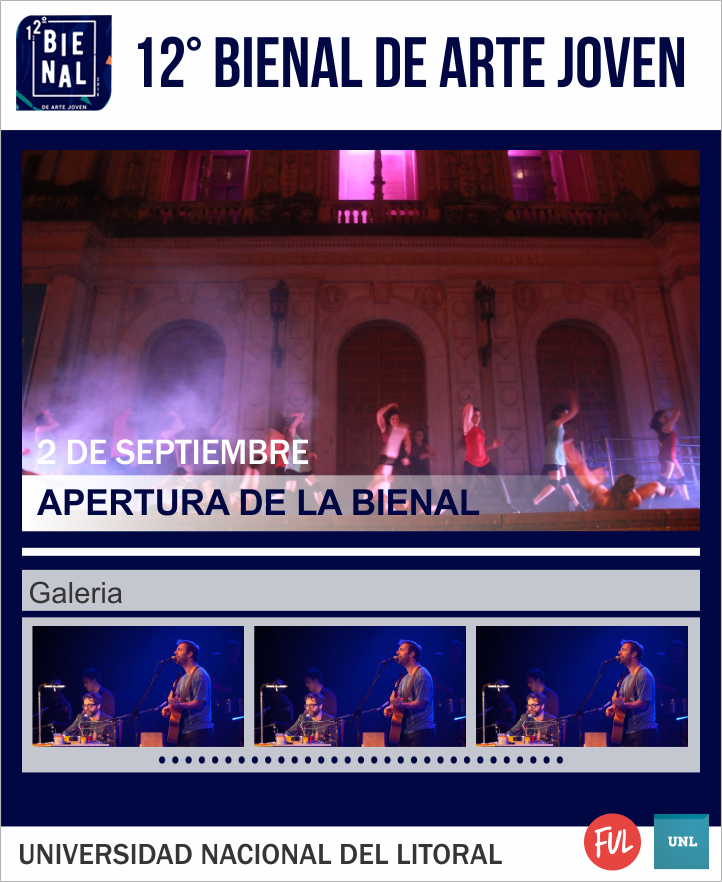 12°
BIE
NAL
DE ARTE JOVEN
12° BIENAL DE ARTE JOVEN
2 DE SEPTIEMBRE
APERTURA DE LA BIENAL
Galeria
UNIVERSIDAD NACIONAL DEL LITORAL
FUL
UNL